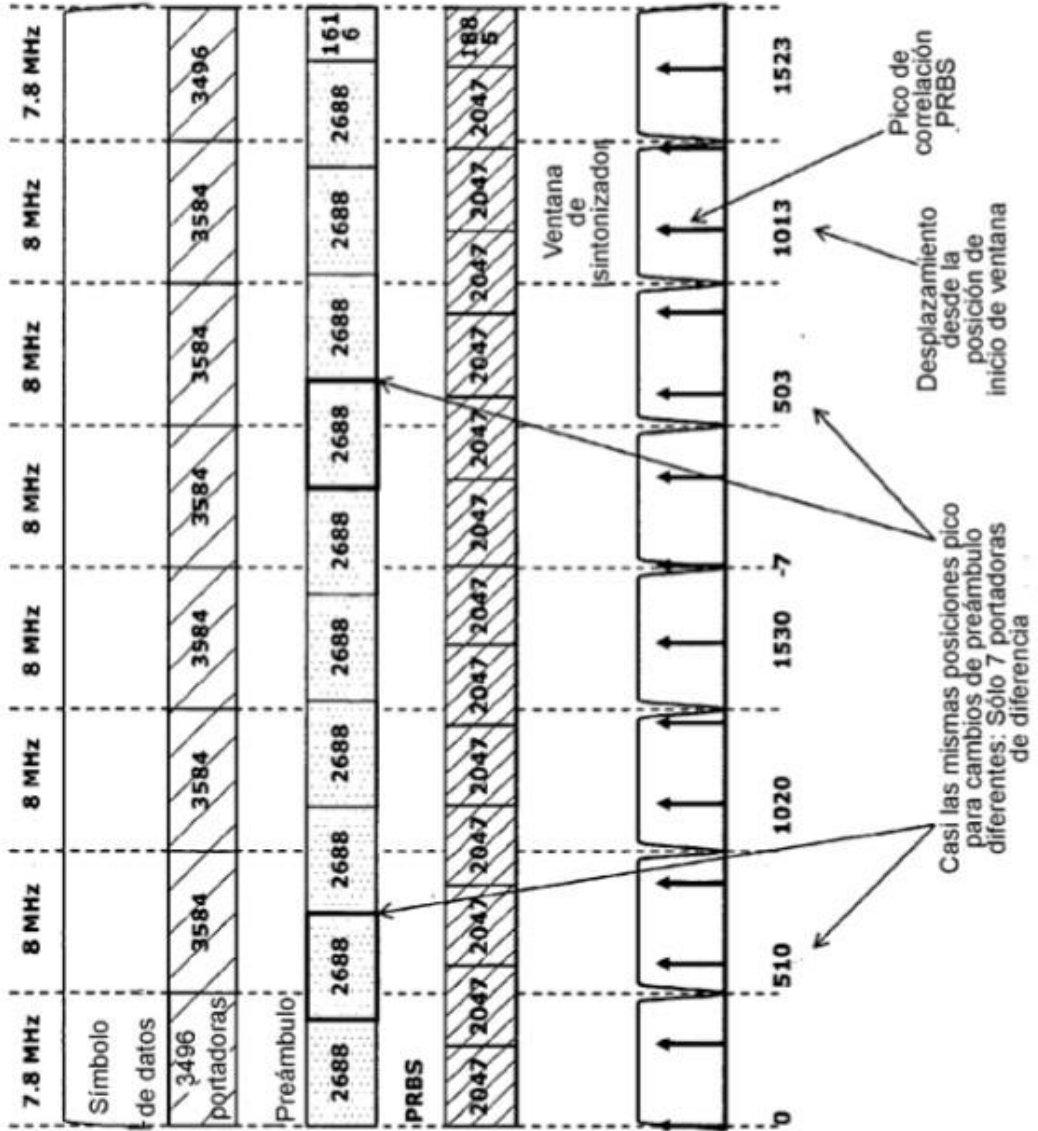 7.8 MHz 8 MHz 8 MHz 8 MHz 8 MHz 8 MHz 8 MHz 7.8 MHz
Símbolo
de datos
3496 3584 3584 3984 3584 3584 3584 3496
portadoras
Preámbulo
2688 2688 2688 2688 2688 2688 2688 2688 2688 2688 161
6
PRBS
2047 2047 2047 2047 2047 2047 2047 2047 2047 2047 2047 2047 2047 188
5
Ventana
de
sintonizador
0 510 1020 1530 -7 503 1013 1523
Casi las mismas posiciones pico
para cambios de preámbulo
diferentes: Sólo 7 portadoras
de diferencia
Desplazamiento
desde la
posición de
inicio de ventana
Pico de
correlación
PRBS